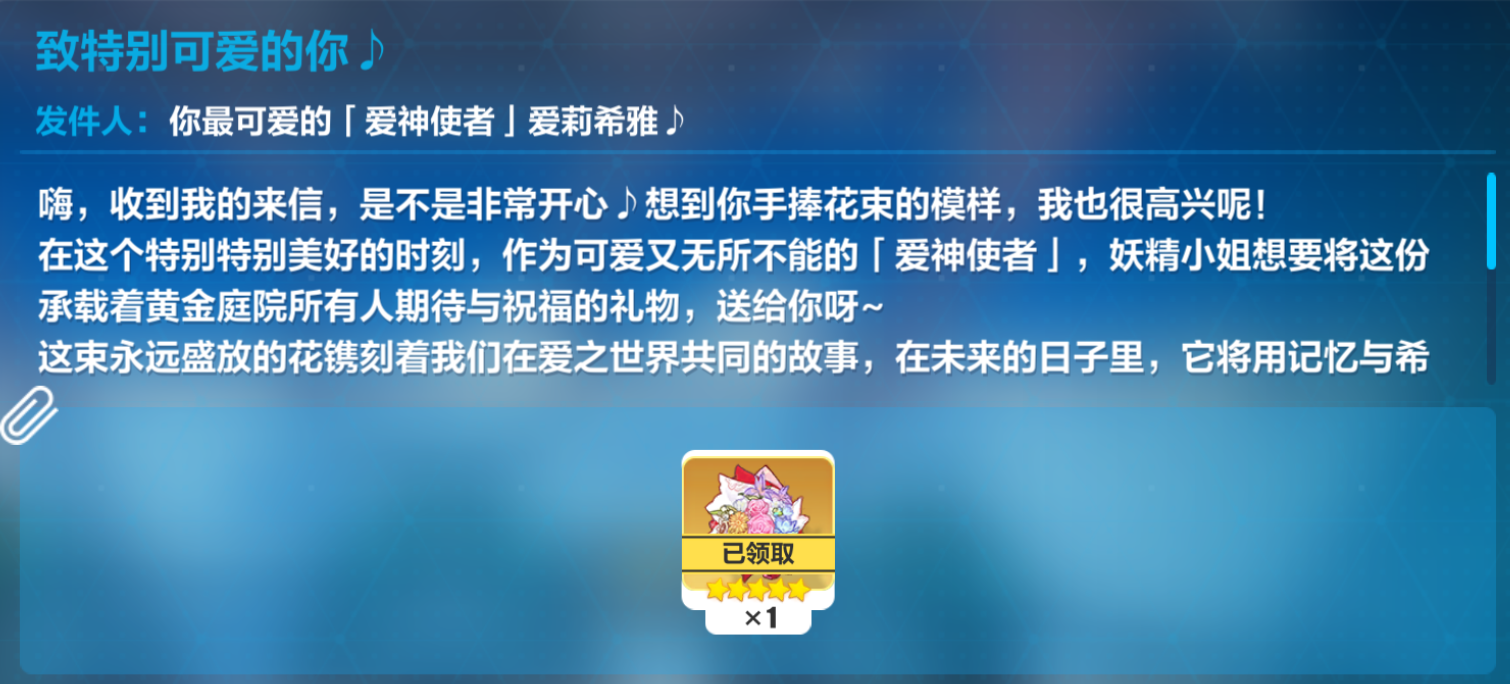 致特别可爱的你♪
发件人：你最可爱的「爱神使者」爱莉希雅♪
嗨，收到我的来信，是不是非常开心♪想到你手捧花束的模样，我也很高兴呢！
在这个特别特别美好的时刻，作为可爱又无所不能的「爱神使者」，妖精小姐想要将这份
承载着黄金庭院所有人期待与祝福的礼物，送给你呀~
这束永远盛放的花镌刻着我们在爱之世界共同的故事，在未来的日子里，它将用记忆与希
已领取
×1